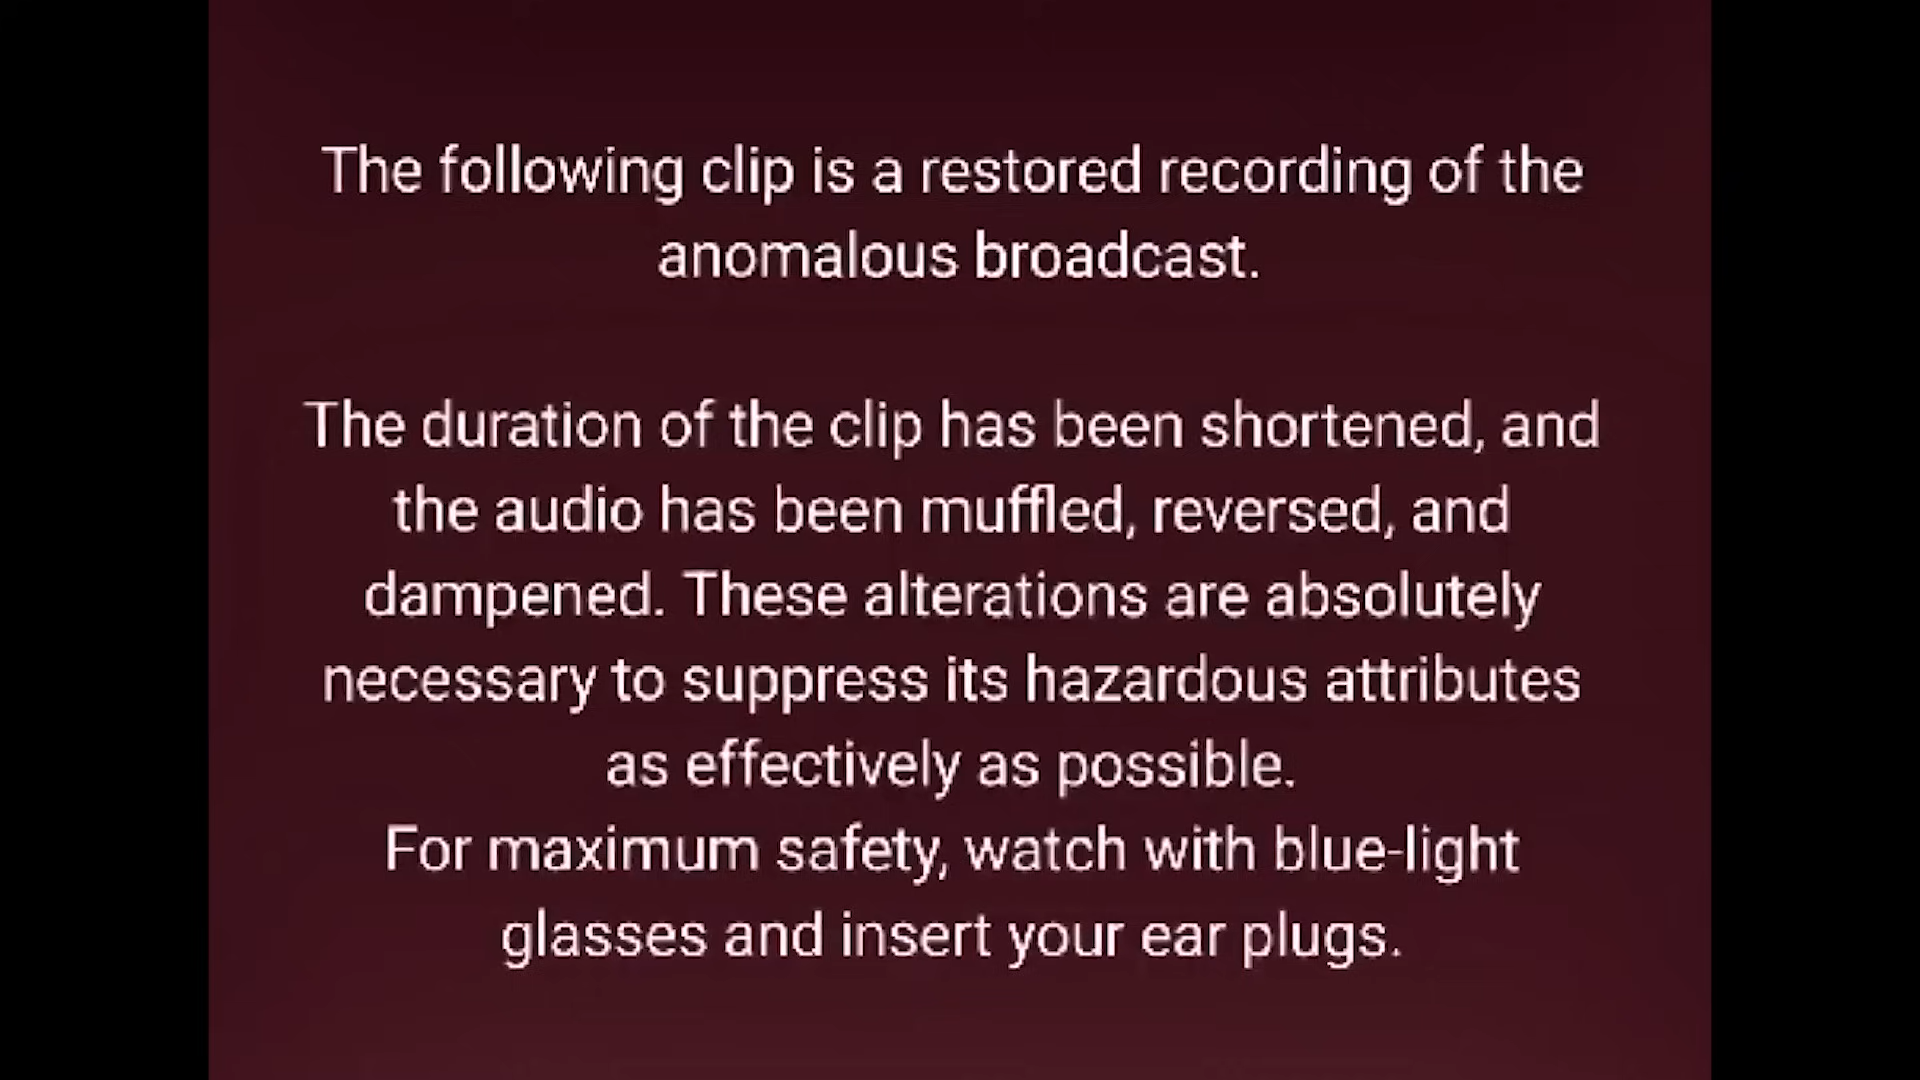 The following clip is a restored recording of the
anomalous broadcast.
The duration of the clip has been shortened, and
the audio has been muffled, reversed, and
dampened. These alterations are absolutely
necessary to suppress its hazardous attributes
as effectively as possible.
For maximum safety, watch with blue-light
glasses and insert your ear plugs.